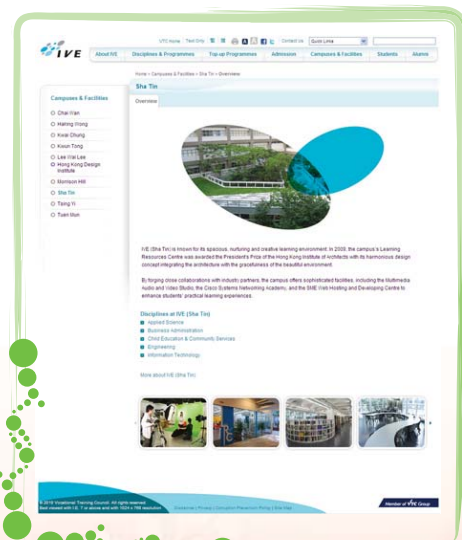 VTC Home Text Only 繁 简 A A Contact Us Quick Links
IVE
About IVE Disciplines & Programmes Top-up Programmes Admission Campuses & Facilities Students Alumni
Home > Campuses & Facilities > Sha Tin > Overview
Campuses & Facilities
Chai Wan
Haking Wong
Kwai Chung
Kwun Tong
Lee Wai Lee
Hong Kong Design Institute
Morrison Hill
Sha Tin
Tsing Yi
Tuen Mun
Sha Tin
Overview
IVE (Sha Tin) is known for its spacious, nurturing and creative learning environment. In 2009, the campus's Learning
Resources Centre was awarded the President's Prize of the Hong Kong Institute of Architects with its harmonious design
concept integrating the architecture with the gracefulness of the beautiful environment.
By forging close collaborations with industry partners, the campus offers sophisticated facilities, including the Multimedia
Audio and Video Studio, the Cisco Systems Networking Academy, and the SME Web Hosting and Developing Centre to
enhance students' practical learning experiences.
Disciplines at IVE (Sha Tin)
Applied Science
Business Administration
Child Education & Community Services
Engineering
Information Technology
More about IVE (Sha Tin)
© 2010 Vocational Training Council. All rights reserved.
Best viewed with I.E. 7 or above and with 1024 x 768 resolution
Disclaimer | Privacy | Corruption Prevention Policy | Site Map
Member of VTC Group